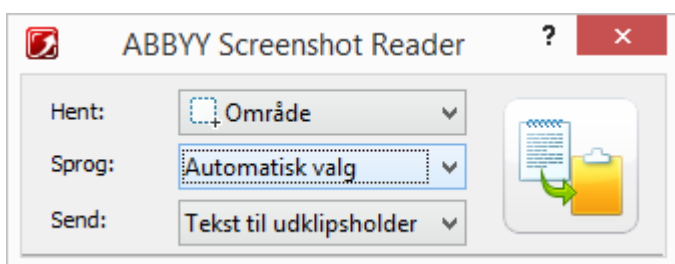 ABBYY Screenshot Reader ? ×
Hent: Område
Sprog: Automatisk valg
Send: Tekst til udklipsholder